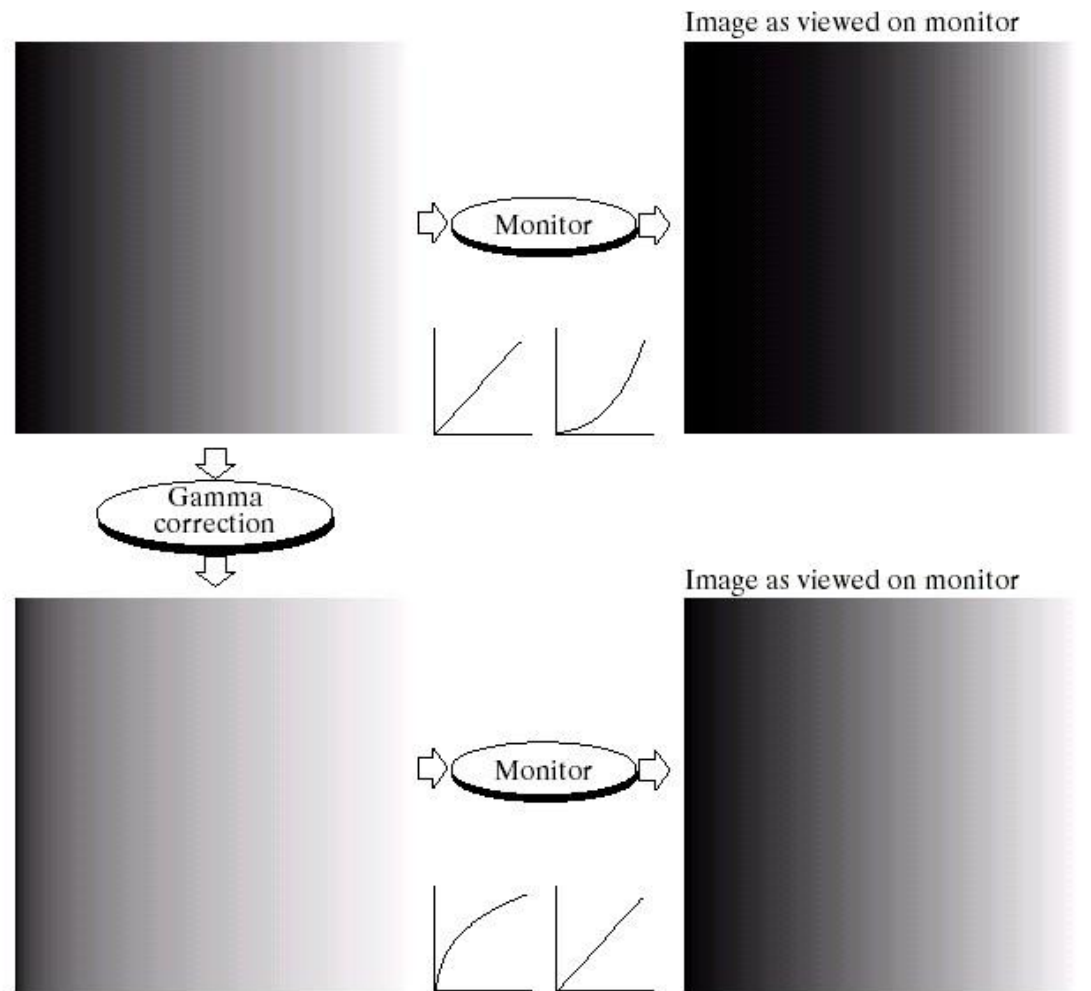 Image as viewed on monitor
Monitor
Gamma
correction
Image as viewed on monitor
Monitor